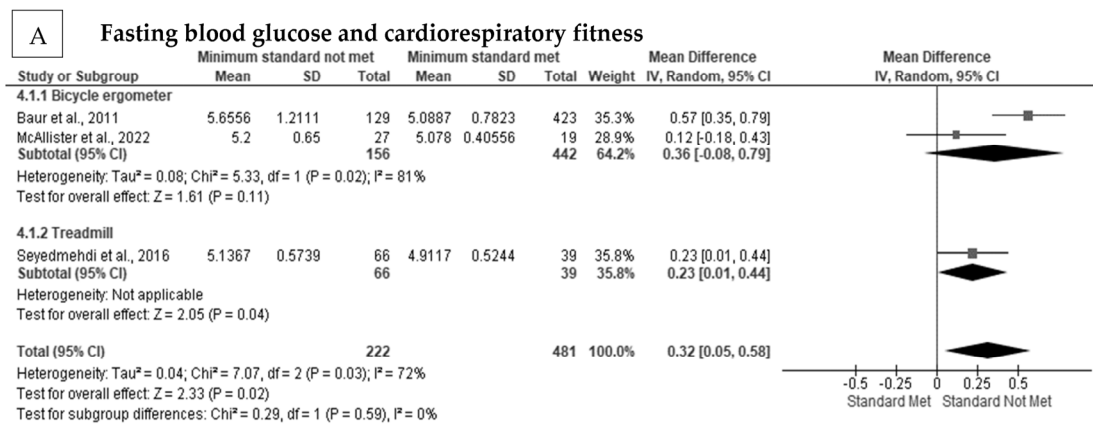 A Fasting blood glucose and cardiorespiratory fitness
Minimum standard not met Minimum standard met Mean Difference Mean Difference
Study or Subgroup Mean SD Total Mean SD Total Weight IV, Random, 95% CI IV, Random, 95% CI
4.1.1 Bicycle ergometer
Baur et al., 2011 5.6556 1.2111 129 5.0887 0.7823 423 35.3% 0.57 [0.35, 0.79]
McAllister et al., 2022 5.2 0.65 27 5.078 0.40556 19 28.9% 0.12 [-0.18, 0.43]
Subtotal (95% CI) 156 442 64.2% 0.36 [-0.08, 0.79]
Heterogeneity: Tau² = 0.08; Chi² = 5.33, df = 1 (P = 0.02); I² = 81%
Test for overall effect: Z = 1.61 (P = 0.11)
4.1.2 Treadmill
Seyedmehdi et al., 2016 5.1367 0.5739 66 4.9117 0.5244 39 35.8% 0.23 [0.01, 0.44]
Subtotal (95% CI) 66 39 35.8% 0.23 [0.01, 0.44]
Heterogeneity: Not applicable
Test for overall effect: Z = 2.05 (P = 0.04)
Total (95% CI) 222 481 100.0% 0.32 [0.05, 0.58]
Heterogeneity: Tau² = 0.04; Chi² = 7.07, df = 2 (P = 0.03); I² = 72%
Test for overall effect: Z = 2.33 (P = 0.02)
Test for subgroup differences: Chi² = 0.29, df = 1 (P = 0.59), I² = 0%
-0.5 -0.25 0 0.25 0.5
Standard Met Standard Not Met